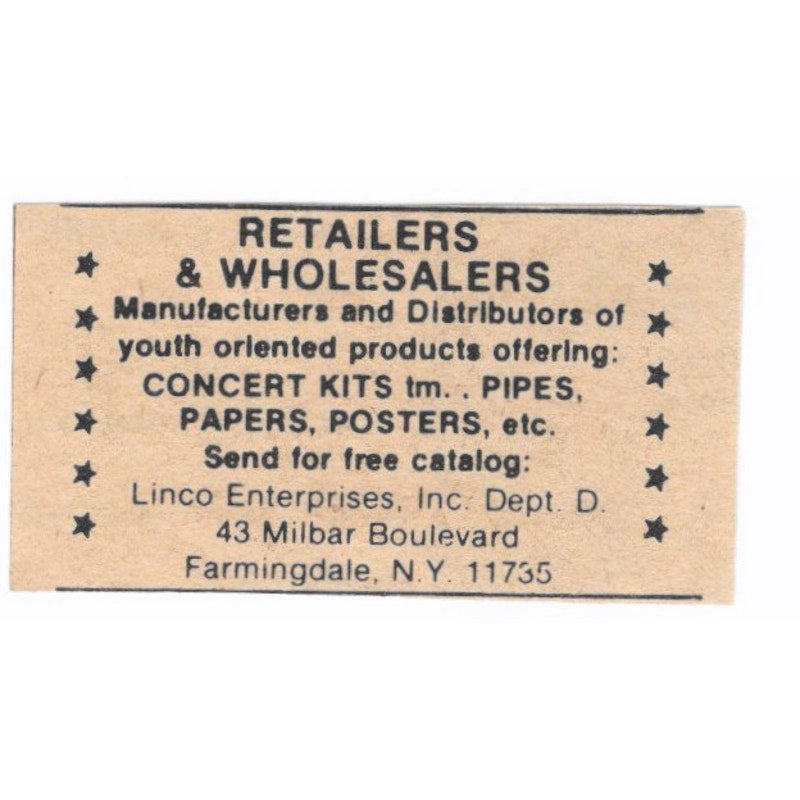 RETAILERS
& WHOLESALERS
Manufacturers and Distributors of
youth oriented products offering:
CONCERT KITS tm. . PIPES,
PAPERS, POSTERS, etc.
Send for free catalog:
Linco Enterprises, Inc. Dept. D.
43 Milbar Boulevard
Farmingdale, N.Y. 11735